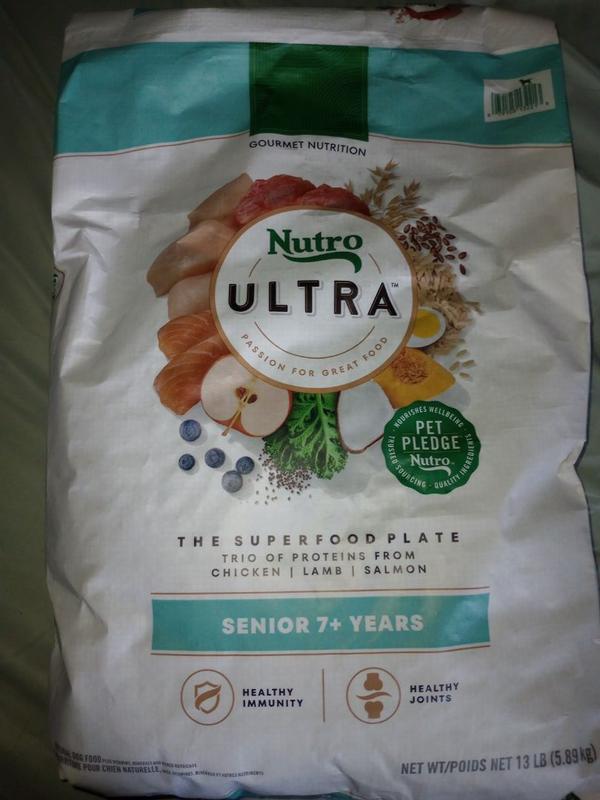 GOURMET NUTRITION
Nutro
ULTRA™
PASSION FOR GREAT FOOD
NOURISHES WELLBEING
PET
PLEDGE
Nutro
TRUSTED SOURCING · QUALITY INGREDIENTS
THE SUPERFOOD PLATE
TRIO OF PROTEINS FROM
CHICKEN | LAMB | SALMON
SENIOR 7+ YEARS
HEALTHY
IMMUNITY
HEALTHY
JOINTS
DOG FOOD
POUR CHIEN NATURELLE,
NET WT/POIDS NET 13 LB (5.89 kg)